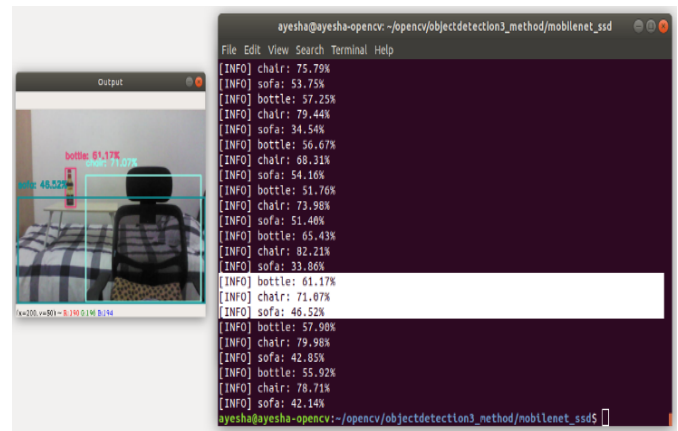 Output
bottle: 61.17%
chair: 71.07%
sofa: 46.52%
(x=200, y=80) ~ R:190 G:196 B:194
ayesha@ayesha-opencv: ~/opencv/objectdetection3_method/mobilenet_ssd
File Edit View Search Terminal Help
[INFO] chair: 75.79%
[INFO] sofa: 53.75%
[INFO] bottle: 57.25%
[INFO] chair: 79.44%
[INFO] sofa: 34.54%
[INFO] bottle: 56.67%
[INFO] chair: 68.31%
[INFO] sofa: 54.16%
[INFO] bottle: 51.76%
[INFO] chair: 73.98%
[INFO] sofa: 51.40%
[INFO] bottle: 65.43%
[INFO] chair: 82.21%
[INFO] sofa: 33.86%
[INFO] bottle: 61.17%
[INFO] chair: 71.07%
[INFO] sofa: 46.52%
[INFO] bottle: 57.90%
[INFO] chair: 79.98%
[INFO] sofa: 42.85%
[INFO] bottle: 55.92%
[INFO] chair: 78.71%
[INFO] sofa: 42.14%
ayesha@ayesha-opencv:~/opencv/objectdetection3_method/mobilenet_ssd$